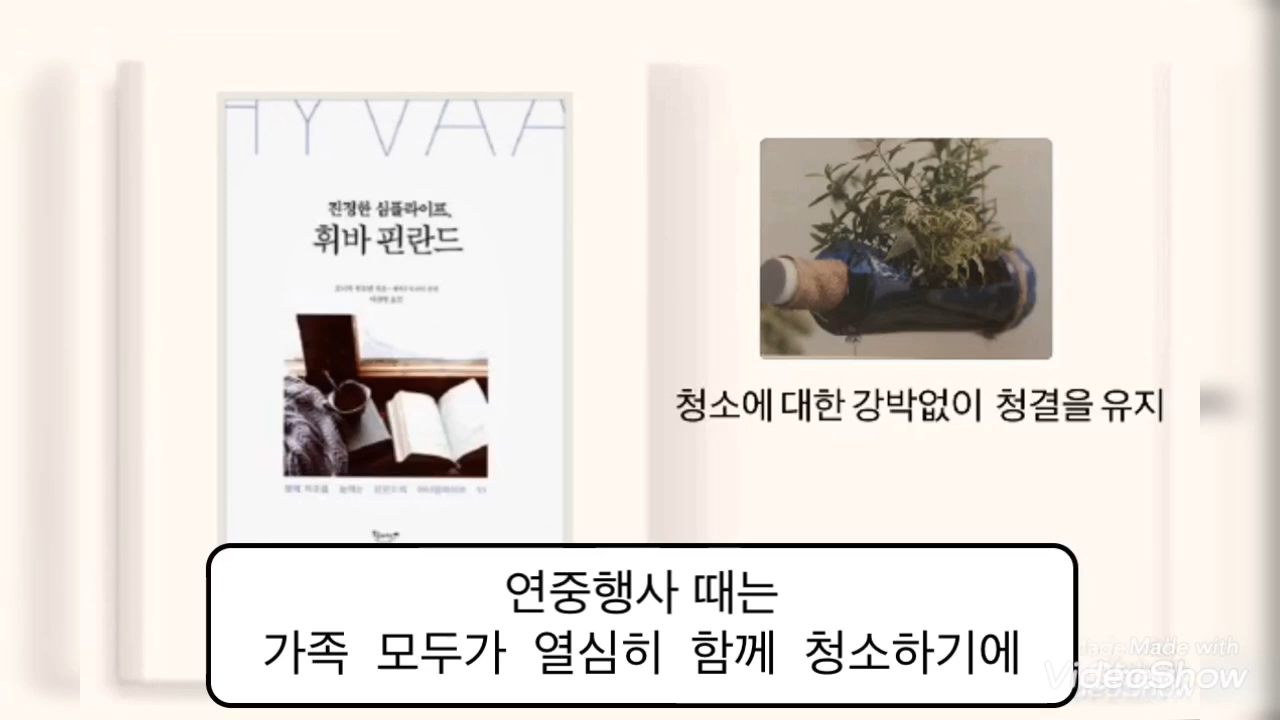 HYVAA
진정한 심플라이프,
휘바 핀란드
청소에 대한 강박없이 청결을 유지
연중행사 때는
가족 모두가 열심히 함께 청소하기에
Made with
VideoShow